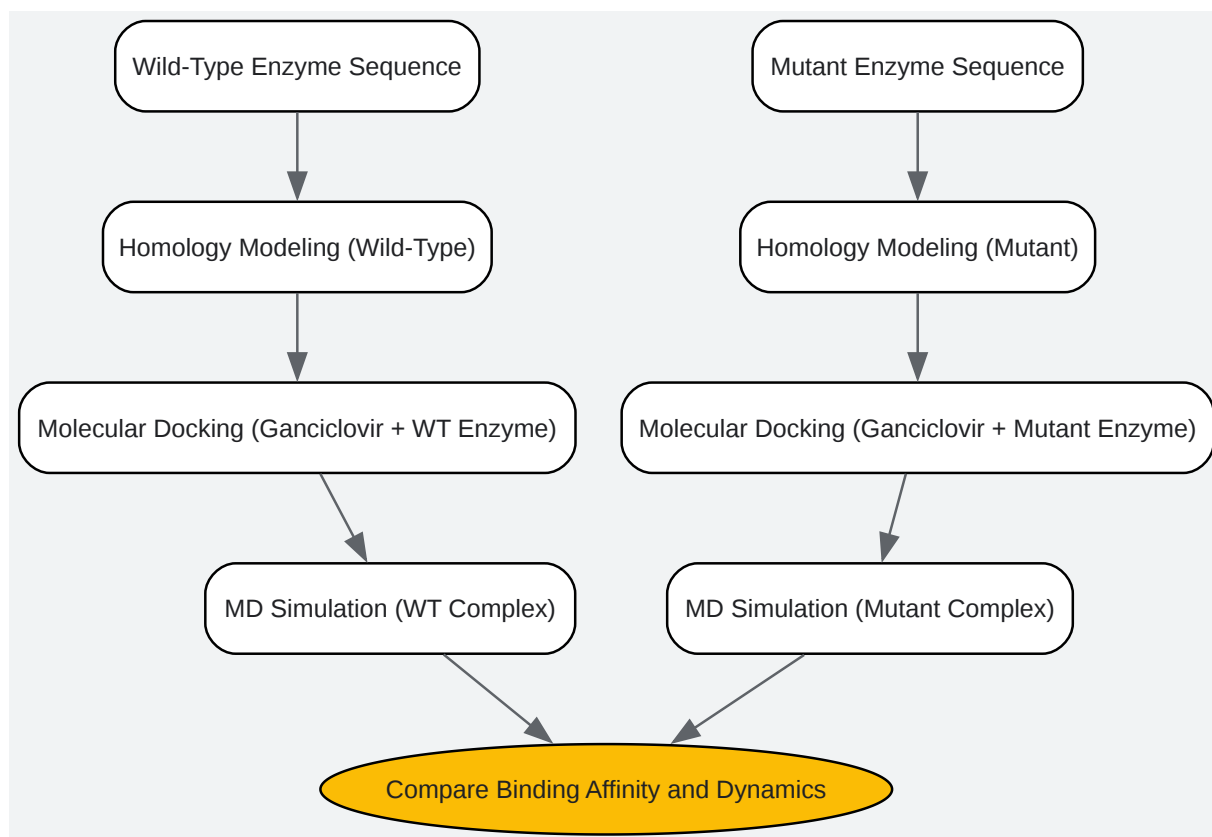 Wild-Type Enzyme Sequence
Mutant Enzyme Sequence
Homology Modeling (Wild-Type)
Homology Modeling (Mutant)
Molecular Docking (Ganciclovir + WT Enzyme)
Molecular Docking (Ganciclovir + Mutant Enzyme)
MD Simulation (WT Complex)
MD Simulation (Mutant Complex)
Compare Binding Affinity and Dynamics